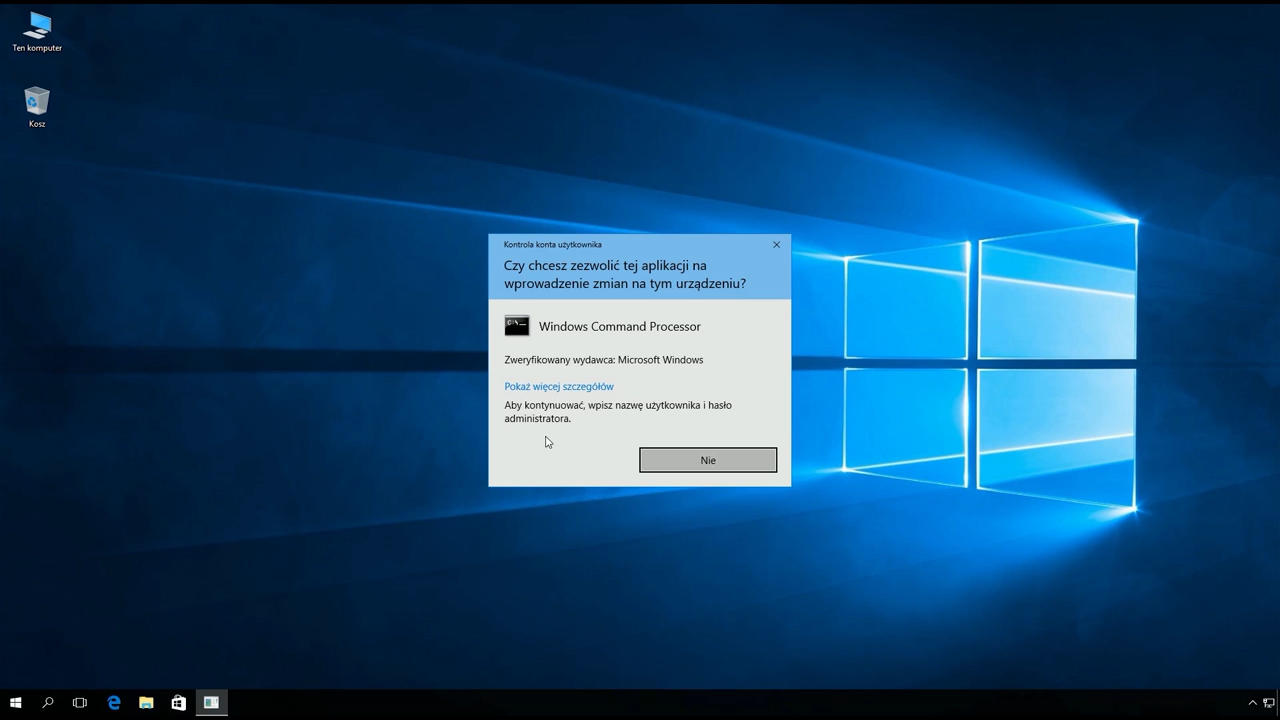 Ten komputer
Kosz
Kontrola konta użytkownika
Czy chcesz zezwolić tej aplikacji na
wprowadzenie zmian na tym urządzeniu?
Windows Command Processor
Zweryfikowany wydawca: Microsoft Windows
Pokaż więcej szczegółów
Aby kontynuować, wpisz nazwę użytkownika i hasło
administratora.
Nie